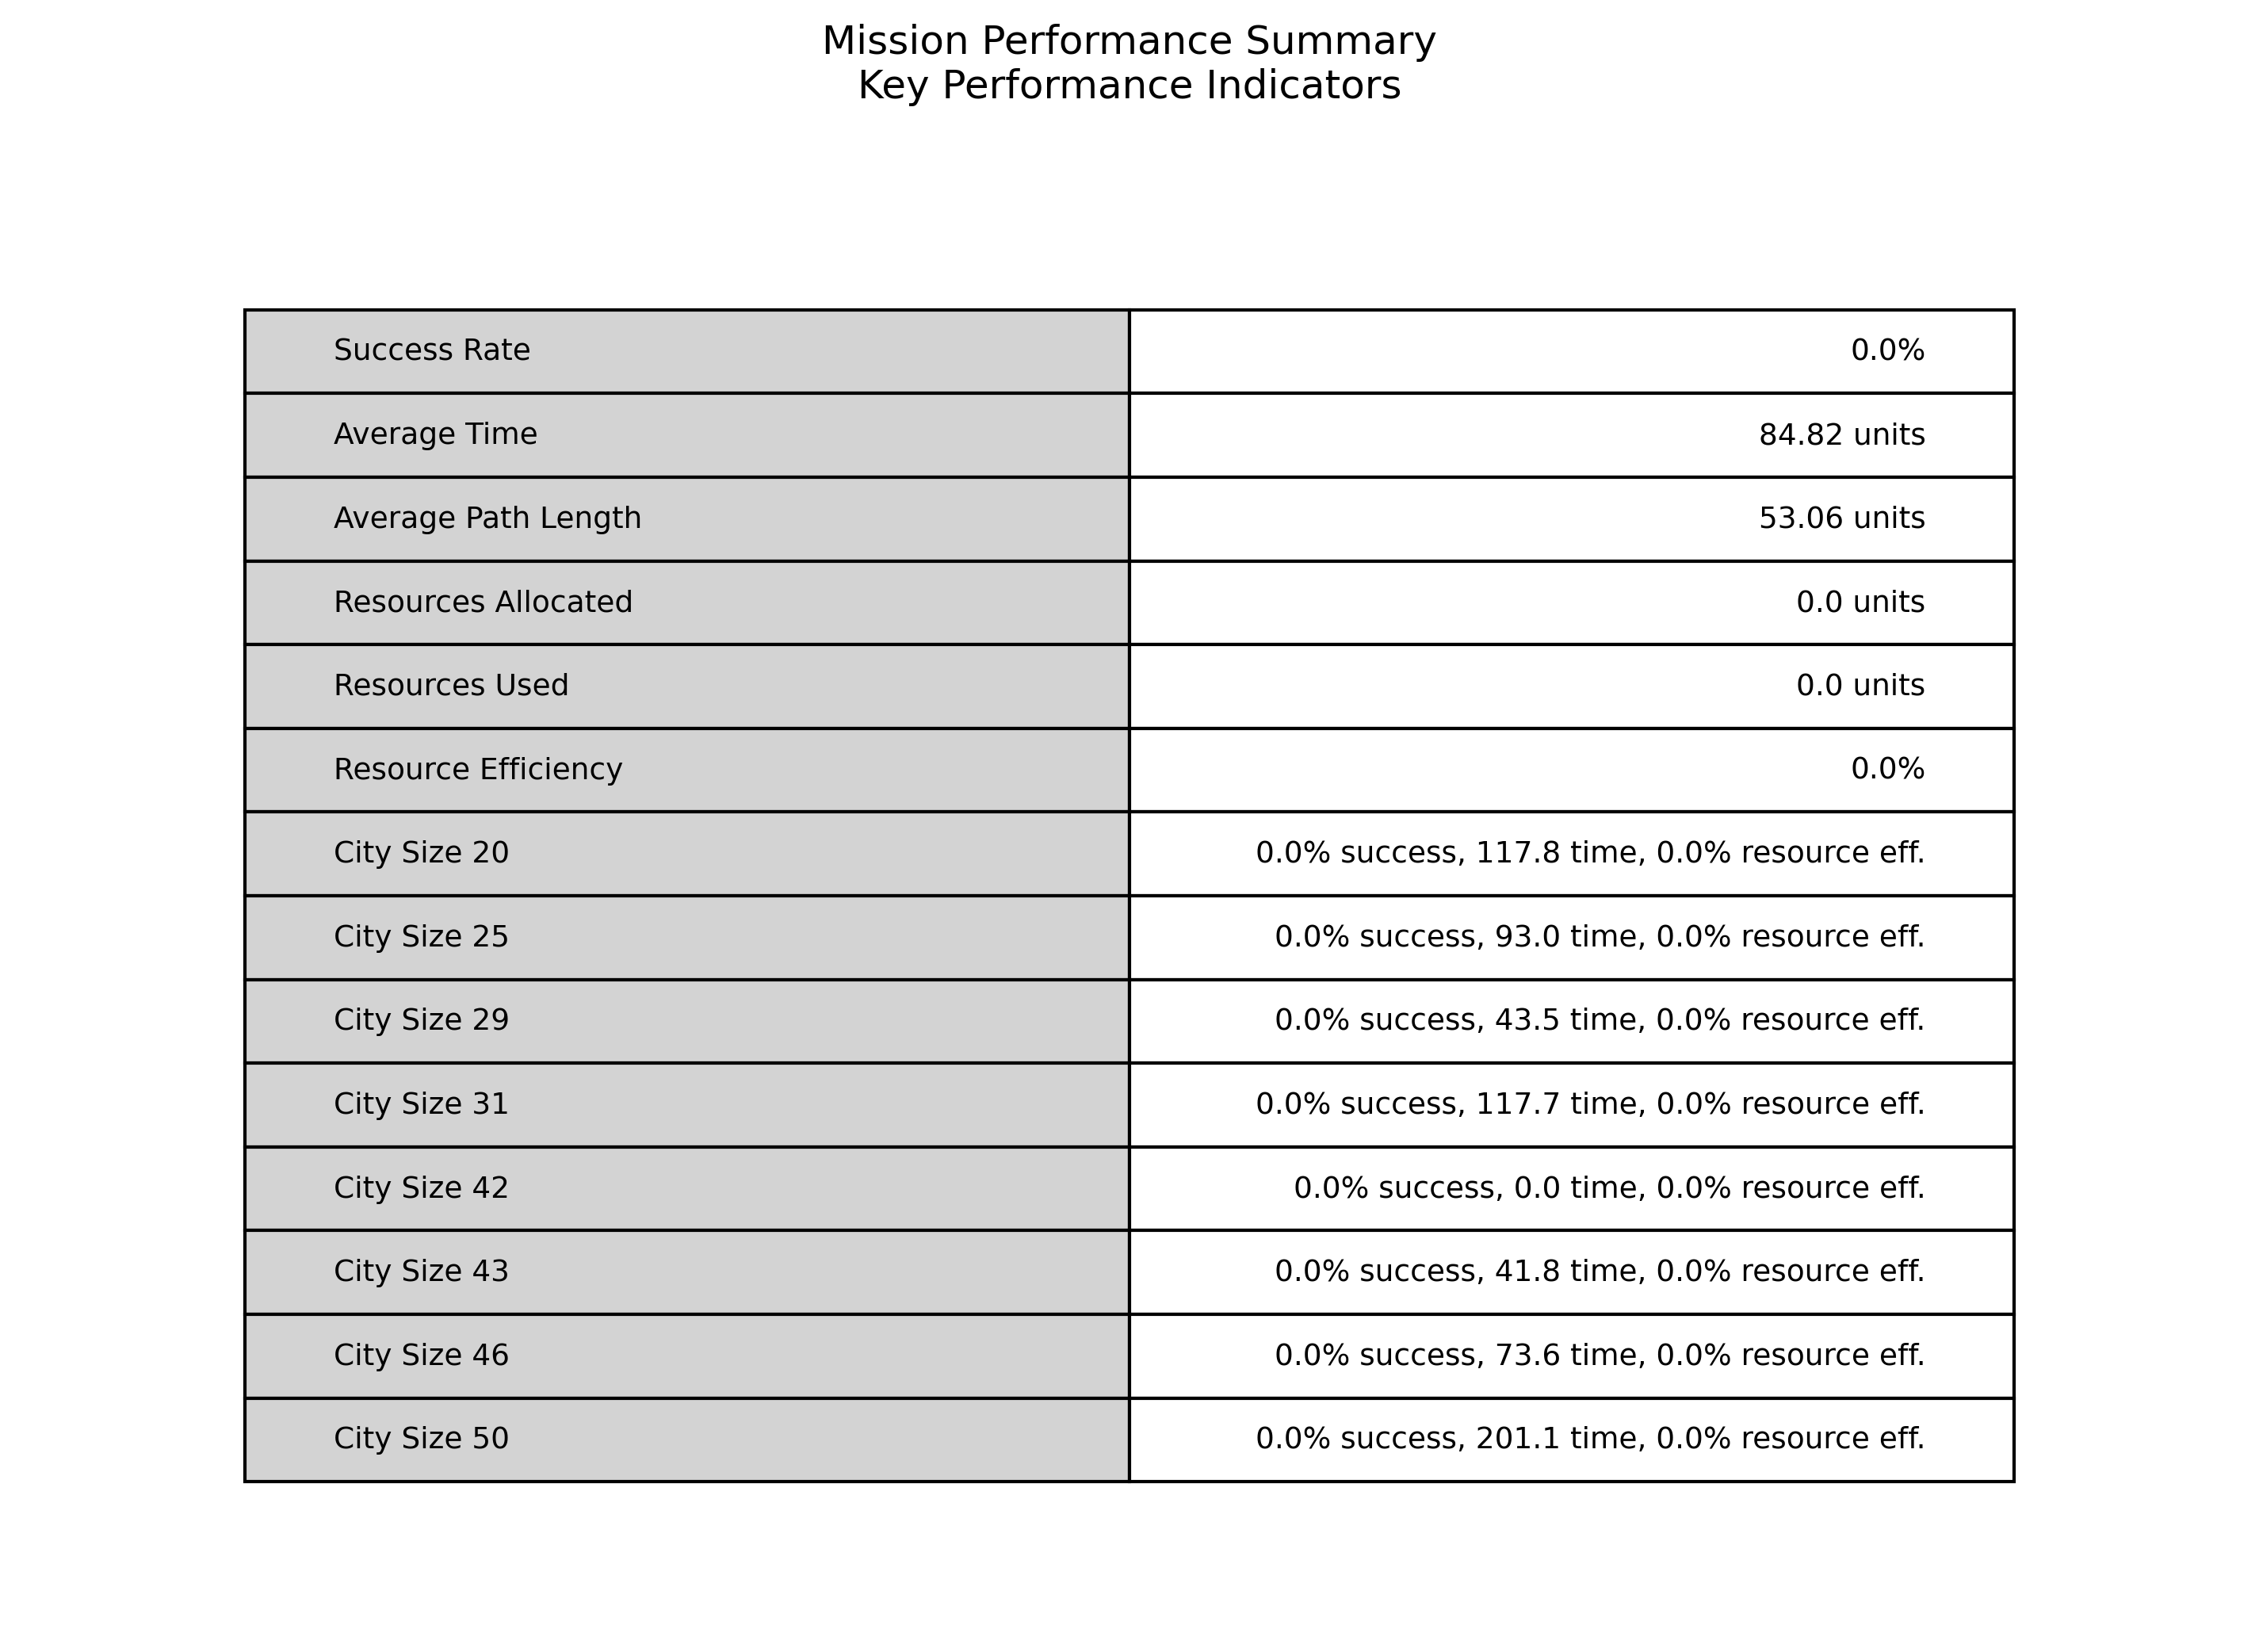 Mission Performance Summary
Key Performance Indicators
Success Rate 0.0%
Average Time 84.82 units
Average Path Length 53.06 units
Resources Allocated 0.0 units
Resources Used 0.0 units
Resource Efficiency 0.0%
City Size 20 0.0% success, 117.8 time, 0.0% resource eff.
City Size 25 0.0% success, 93.0 time, 0.0% resource eff.
City Size 29 0.0% success, 43.5 time, 0.0% resource eff.
City Size 31 0.0% success, 117.7 time, 0.0% resource eff.
City Size 42 0.0% success, 0.0 time, 0.0% resource eff.
City Size 43 0.0% success, 41.8 time, 0.0% resource eff.
City Size 46 0.0% success, 73.6 time, 0.0% resource eff.
City Size 50 0.0% success, 201.1 time, 0.0% resource eff.